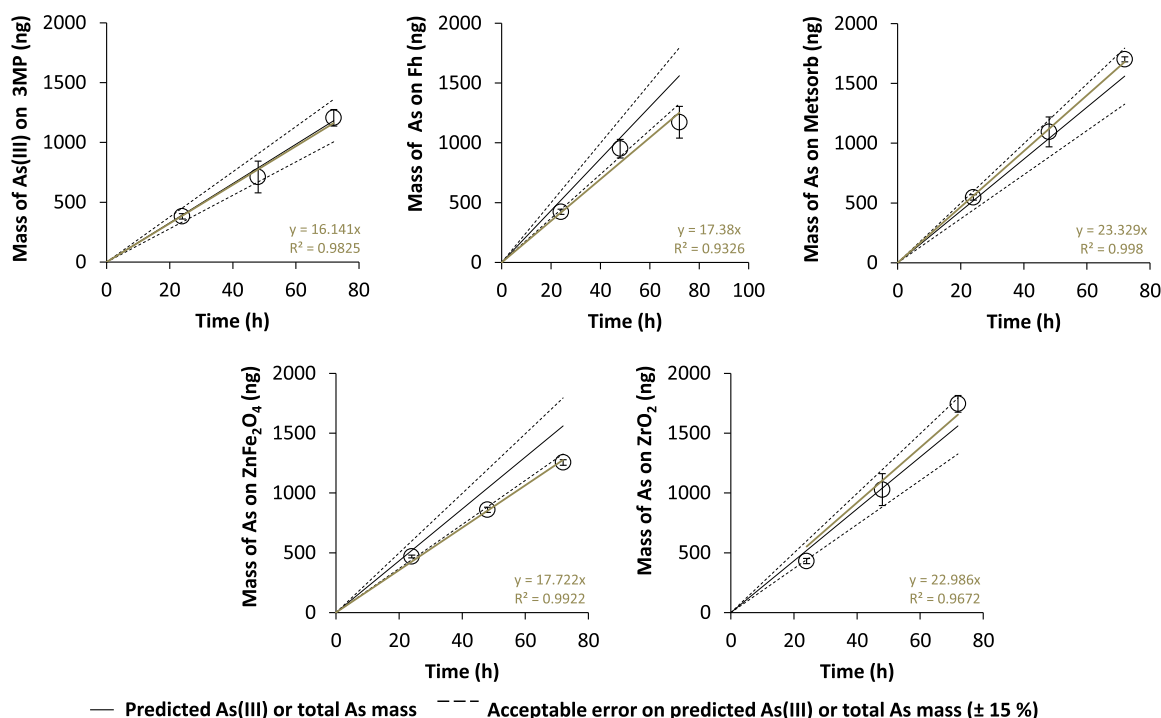 Mass of As(III) on 3MP (ng)
2000
1500
1000
500
0
0 20 40 60 80
Time (h)
y = 16.141x
R² = 0.9825
Mass of As on Fh (ng)
2000
1500
1000
500
0
0 20 40 60 80 100
Time (h)
y = 17.38x
R² = 0.9326
Mass of As on Metsorb (ng)
2000
1500
1000
500
0
0 20 40 60 80
Time (h)
y = 23.329x
R² = 0.998
Mass of As on ZnFe₂O₄ (ng)
2000
1500
1000
500
0
0 20 40 60 80
Time (h)
y = 17.722x
R² = 0.9922
Mass of As on ZrO₂ (ng)
2000
1500
1000
500
0
0 20 40 60 80
Time (h)
y = 22.986x
R² = 0.9672
Predicted As(III) or total As mass Acceptable error on predicted As(III) or total As mass (± 15 %)